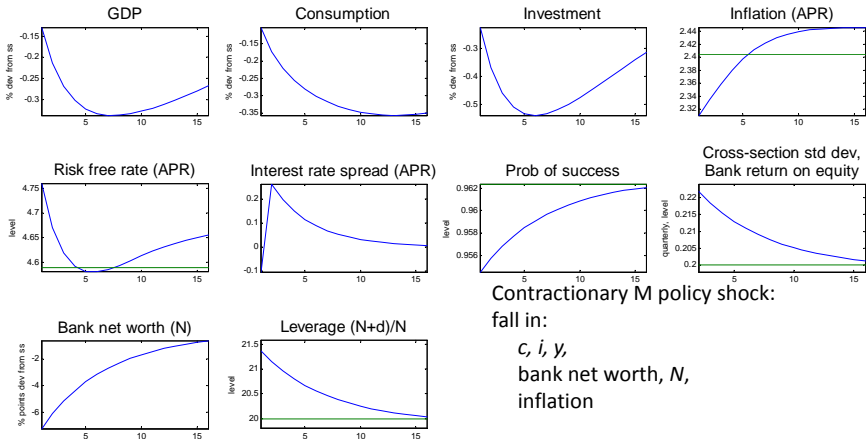 GDP
% dev from ss
-0.15
-0.2
-0.25
-0.3
5 10 15
Consumption
% dev from ss
-0.15
-0.2
-0.25
-0.3
-0.35
5 10 15
Investment
% dev from ss
-0.3
-0.4
-0.5
5 10 15
Inflation (APR)
2.44
2.42
2.4
2.38
2.36
2.34
2.32
5 10 15
Risk free rate (APR)
level
4.75
4.7
4.65
4.6
5 10 15
Interest rate spread (APR)
0.2
0.1
0
-0.1
5 10 15
Prob of success
level
0.962
0.96
0.958
0.956
5 10 15
Cross-section std dev,
Bank return on equity
quarterly, level
0.22
0.215
0.21
0.205
0.2
5 10 15
Bank net worth (N)
% points dev from ss
-2
-4
-6
5 10 15
Leverage (N+d)/N
level
21.5
21
20.5
20
5 10 15
Contractionary M policy shock:
fall in:
c, i, y,
bank net worth, N,
inflation